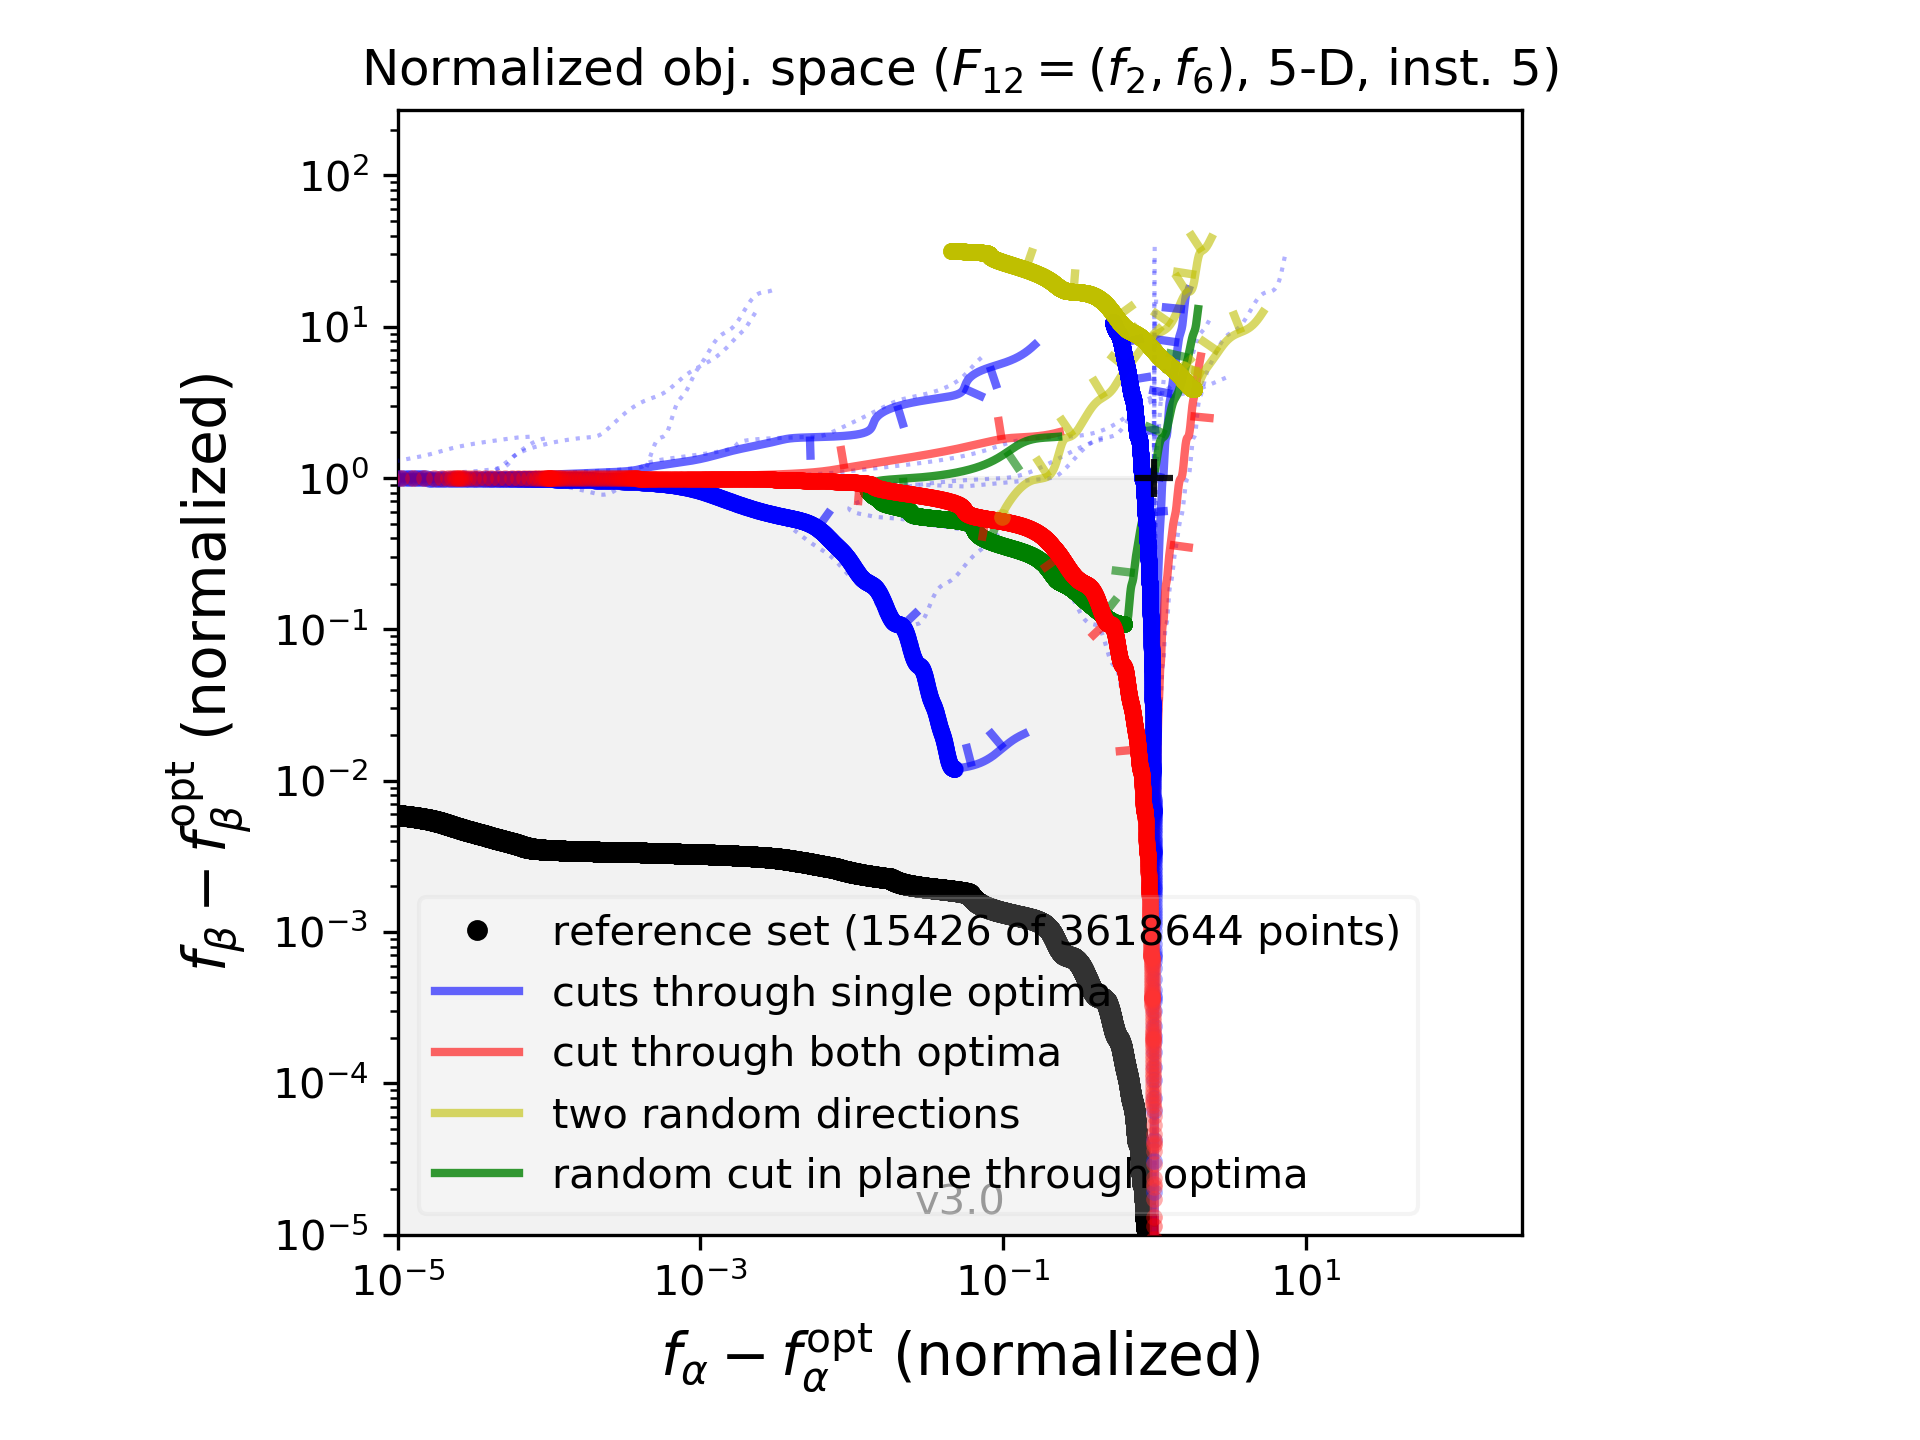 Normalized obj. space (F₁₂ = (f₂, f₆), 5-D, inst. 5)
f_β − f_β^opt (normalized)
10²
10¹
10⁰
10⁻¹
10⁻²
10⁻³
10⁻⁴
10⁻⁵
reference set (15426 of 3618644 points)
cuts through single optima
cut through both optima
two random directions
random cut in plane through optima
v3.0
10⁻⁵ 10⁻³ 10⁻¹ 10¹
f_α − f_α^opt (normalized)